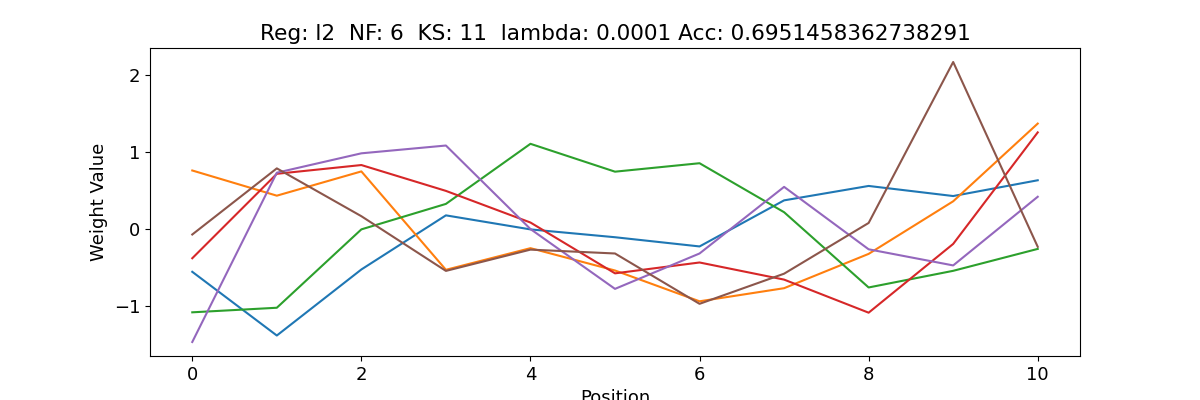 Reg: l2  NF: 6  KS: 11  lambda: 0.0001 Acc: 0.6951458362738291
2
1
0
−1
Weight Value
0 2 4 6 8 10
Position